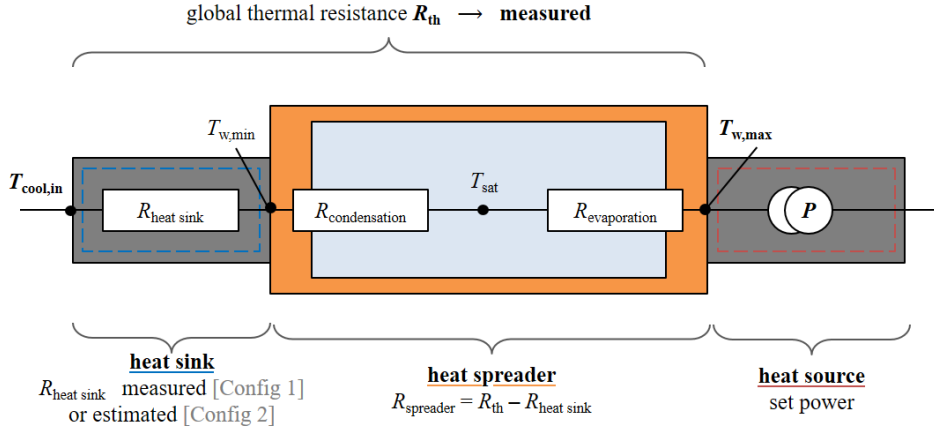 global thermal resistance Rth → measured
Tw,min
Tw,max
Tcool,in
Tsat
Rheat sink
Rcondensation
Revaporation
P
heat sink
Rheat sink measured [Config 1]
or estimated [Config 2]
heat spreader
Rspreader = Rth − Rheat sink
heat source
set power